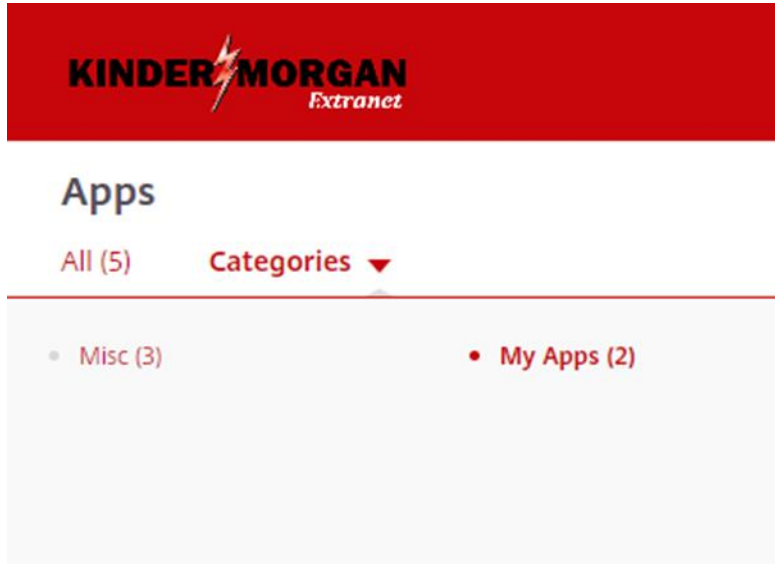 KINDER MORGAN
Extranet
Apps
All (5) Categories
Misc (3) My Apps (2)